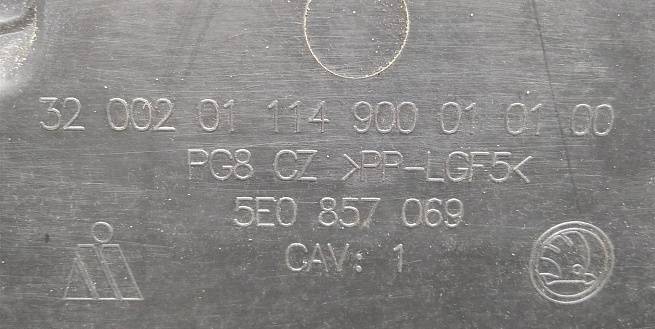 32 002 01 114 900 01 01 00
PG8 CZ >PP-LGF5<
5E0 857 069
CAV: 1